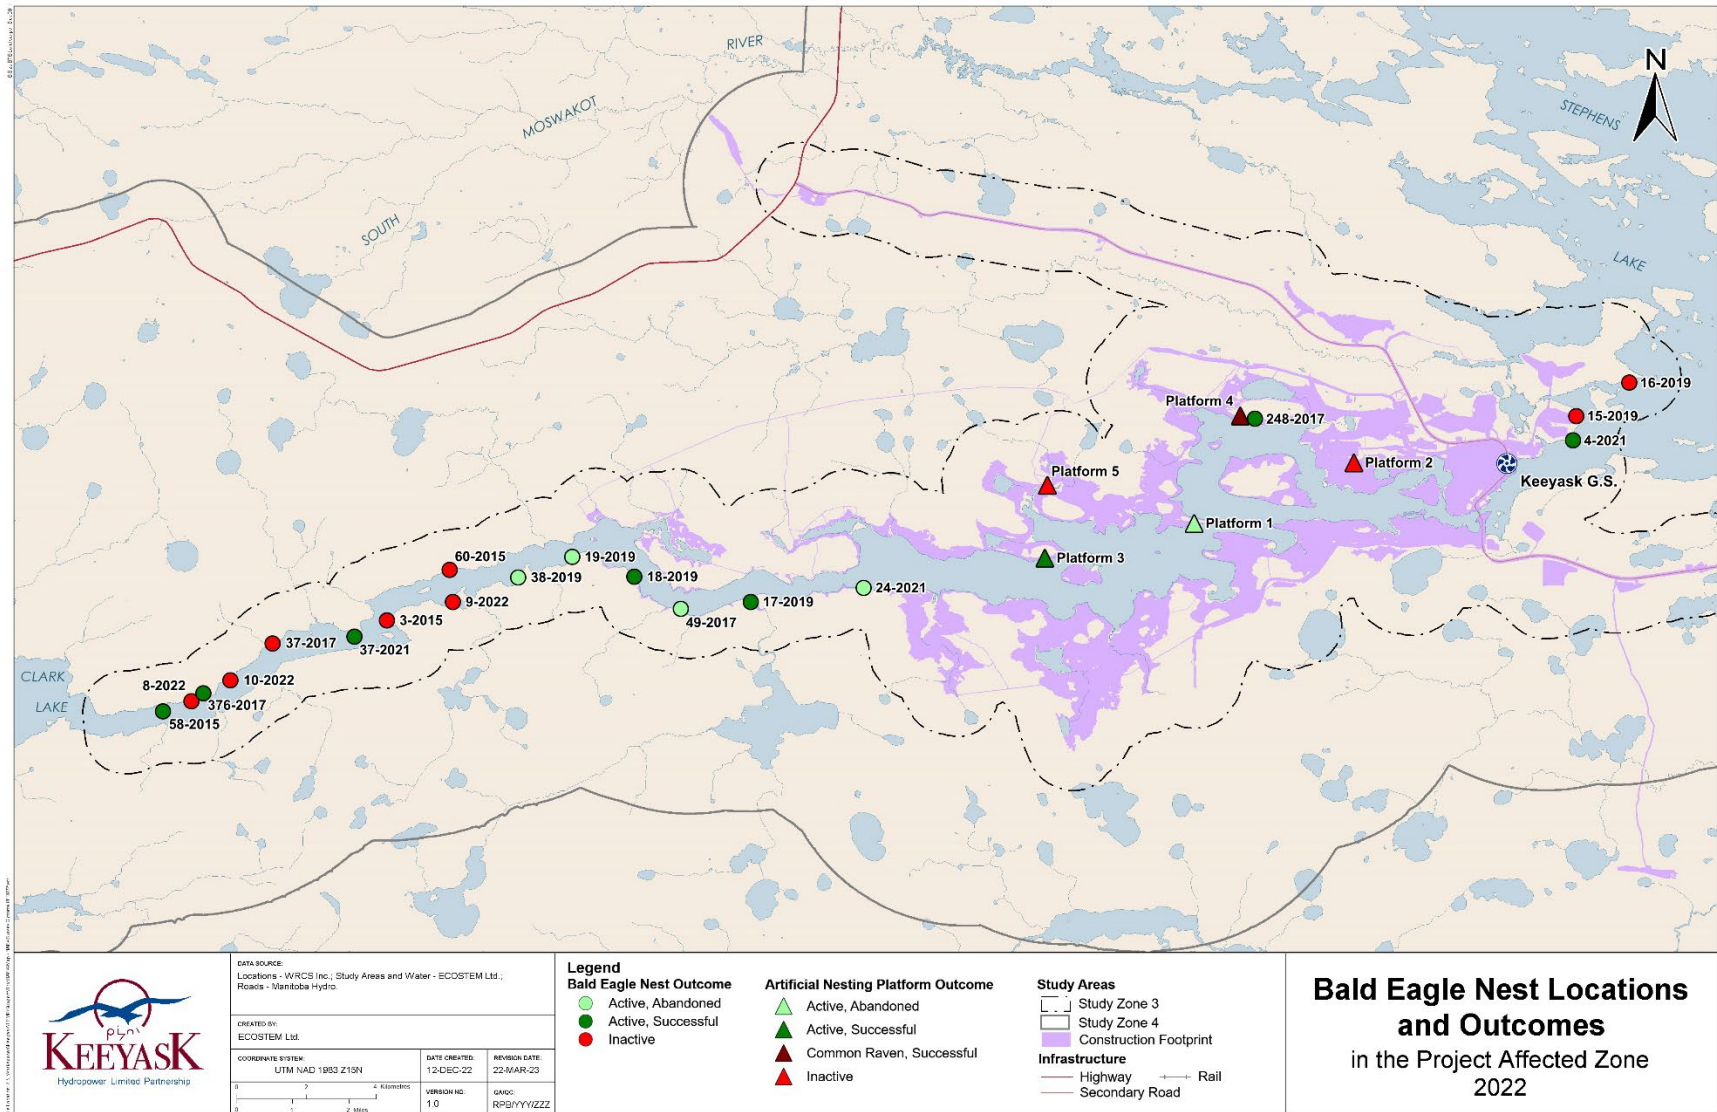 RIVER
MOSWAKOT
SOUTH
N
STEPHENS
LAKE
16-2019
15-2019
4-2021
Platform 4
248-2017
Platform 2
Keeyask G.S.
Platform 5
Platform 1
Platform 3
60-2015
19-2019
38-2019
18-2019
24-2021
9-2022
17-2019
49-2017
3-2015
37-2017
37-2021
CLARK
LAKE
10-2022
8-2022
376-2017
58-2015
KEEYASK
Hydropower Limited Partnership
DATA SOURCE:
Locations - WRCS Inc.; Study Areas and Water - ECOSTEM Ltd.;
Roads - Manitoba Hydro.
CREATED BY:
ECOSTEM Ltd.
COORDINATE SYSTEM:
UTM NAD 1983 Z15N
DATE CREATED:
12-DEC-22
REVISION DATE:
22-MAR-23
0 2 4 Kilometres
0 1 2 Miles
VERSION NO:
1.0
QA/QC:
RPB/YYY/ZZZ
Legend
Bald Eagle Nest Outcome
Active, Abandoned
Active, Successful
Inactive
Artificial Nesting Platform Outcome
Active, Abandoned
Active, Successful
Common Raven, Successful
Inactive
Study Areas
Study Zone 3
Study Zone 4
Construction Footprint
Infrastructure
Highway
Rail
Secondary Road
Bald Eagle Nest Locations
and Outcomes
in the Project Affected Zone
2022